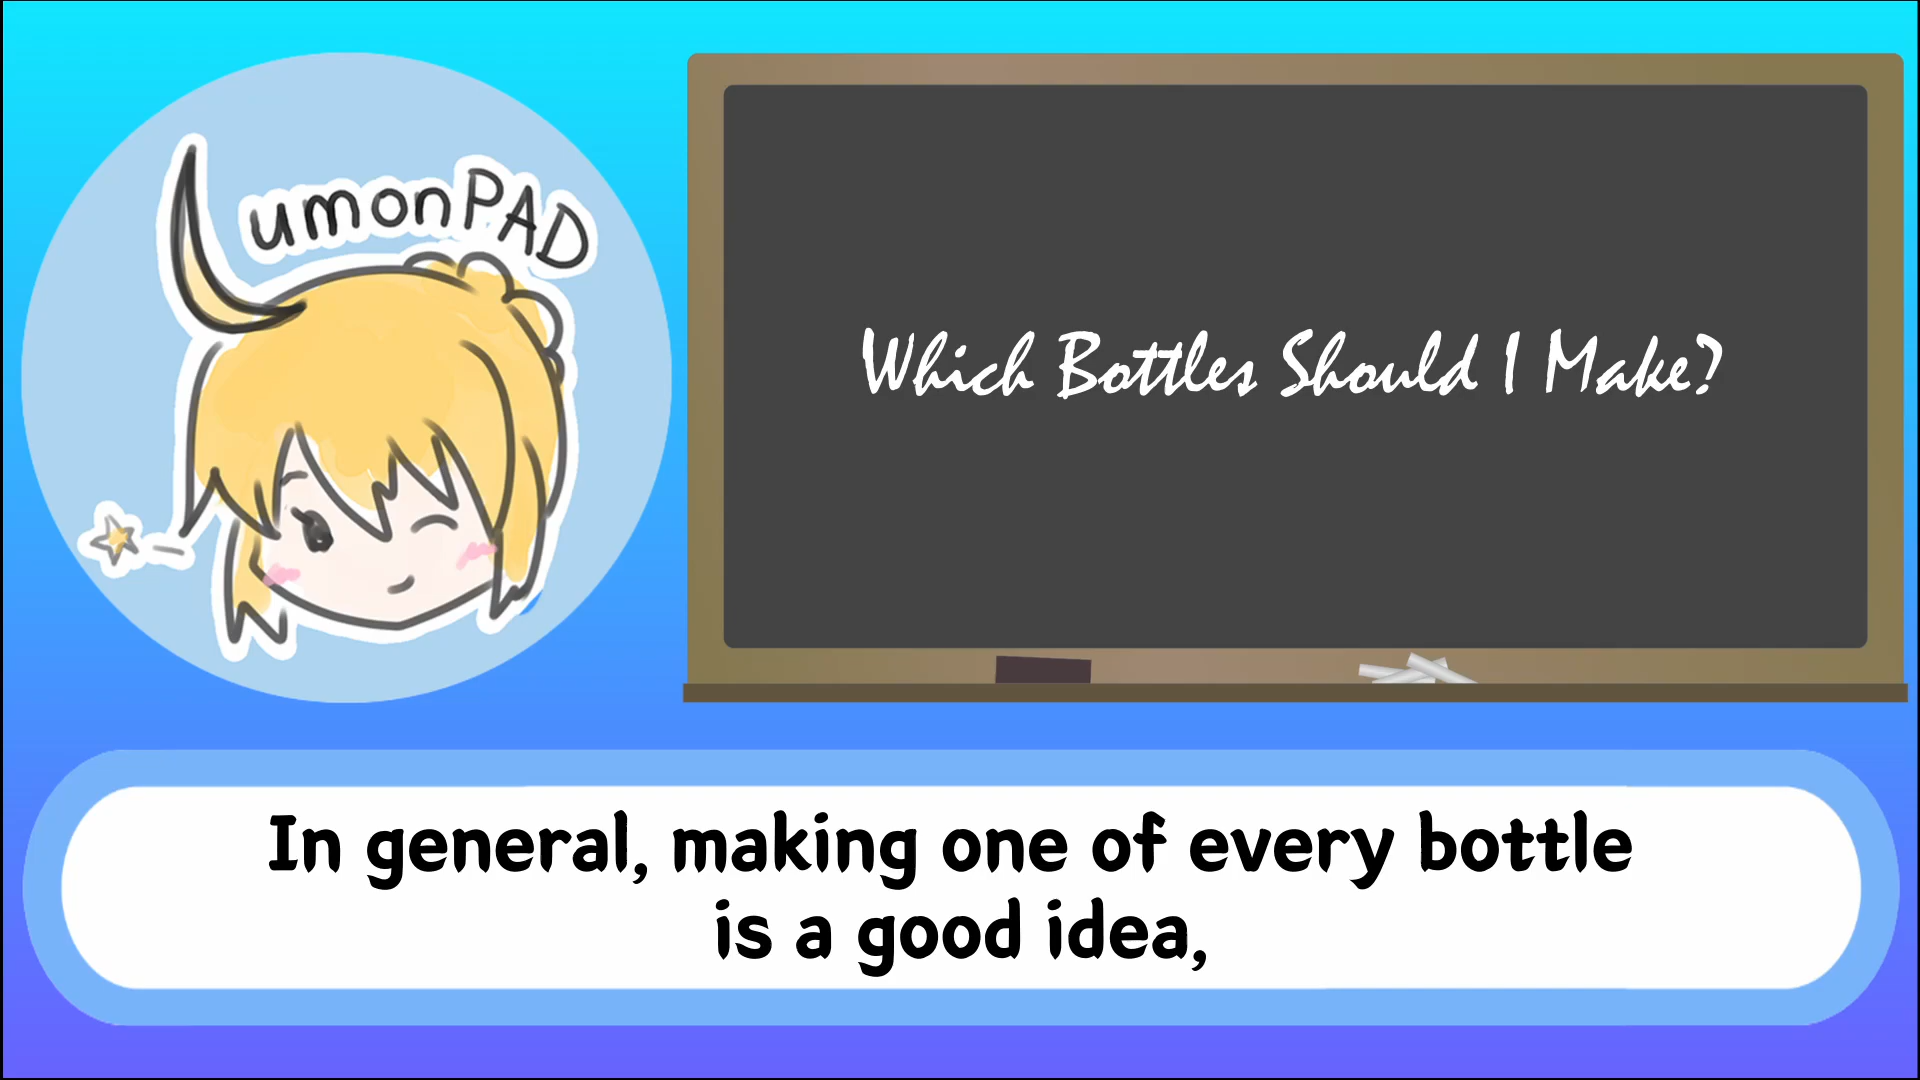 LumonPAD
Which Bottles Should I Make?
In general, making one of every bottle
is a good idea,